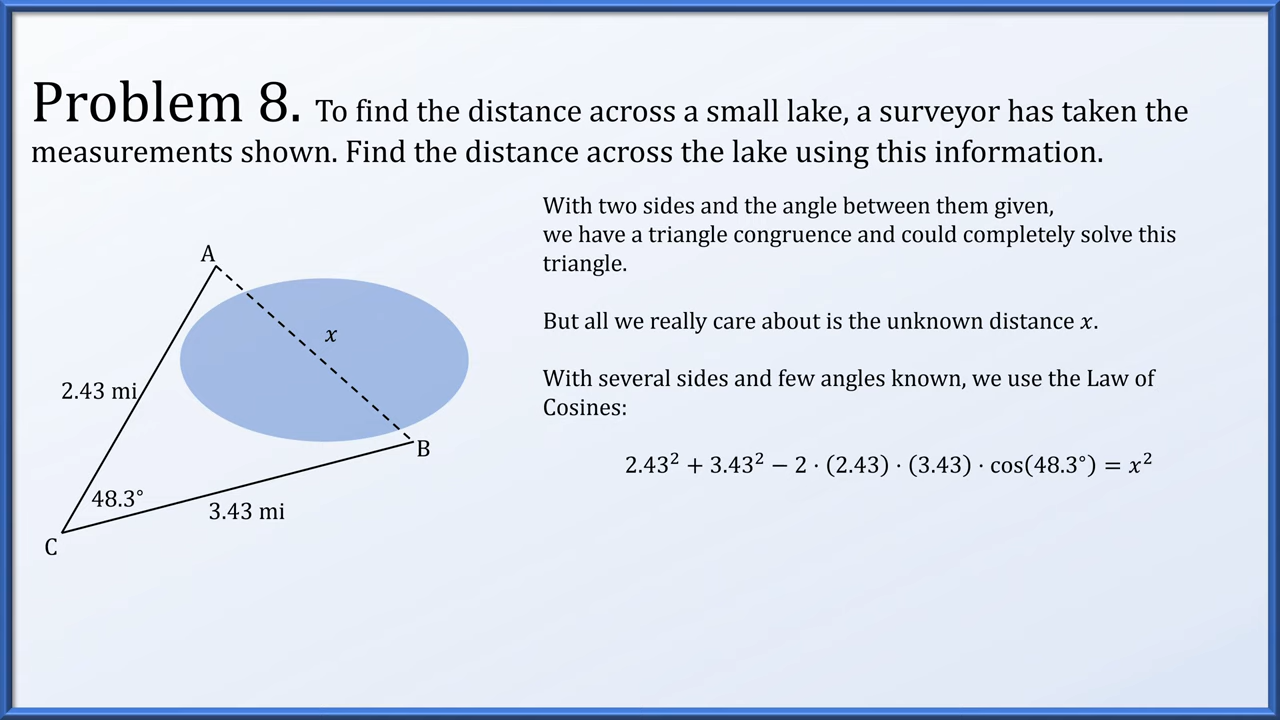 Problem 8. To find the distance across a small lake, a surveyor has taken the
measurements shown. Find the distance across the lake using this information.
With two sides and the angle between them given,
we have a triangle congruence and could completely solve this
triangle.
But all we really care about is the unknown distance 𝑥.
With several sides and few angles known, we use the Law of
Cosines:
2.43² + 3.43² − 2 · (2.43) · (3.43) · cos(48.3°) = 𝑥²
A
𝑥
2.43 mi
B
48.3°
3.43 mi
C